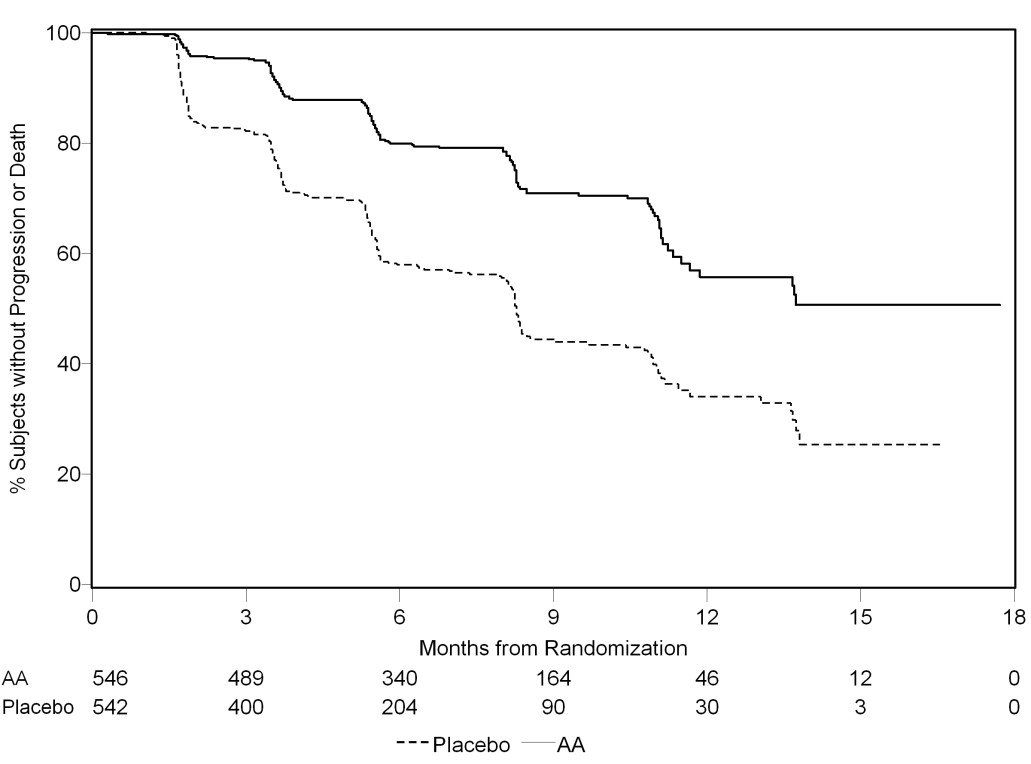 100
80
60
40
20
0
% Subjects without Progression or Death
0 3 6 9 12 15 18
Months from Randomization
AA 546 489 340 164 46 12 0
Placebo 542 400 204 90 30 3 0
Placebo AA